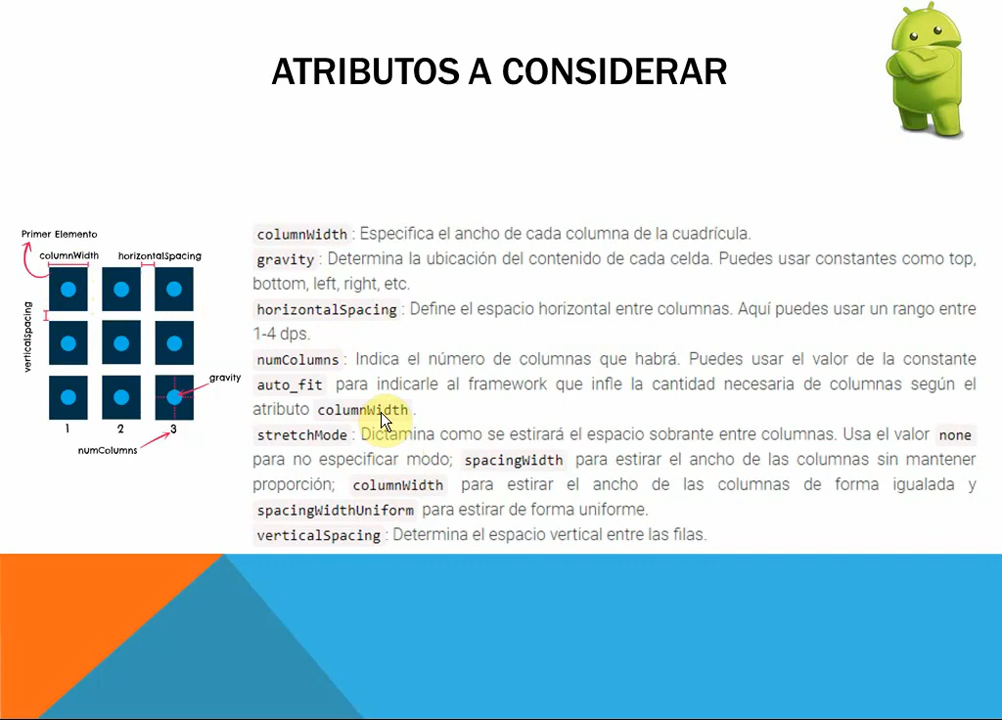 ATRIBUTOS A CONSIDERAR
Primer Elemento
columnWidth
horizontalSpacing
verticalSpacing
gravity
1 2 3
numColumns
columnWidth : Especifica el ancho de cada columna de la cuadrícula.
gravity : Determina la ubicación del contenido de cada celda. Puedes usar constantes como top,
bottom, left, right, etc.
horizontalSpacing : Define el espacio horizontal entre columnas. Aquí puedes usar un rango entre
1-4 dps.
numColumns : Indica el número de columnas que habrá. Puedes usar el valor de la constante
auto_fit para indicarle al framework que infle la cantidad necesaria de columnas según el
atributo columnWidth .
stretchMode : Dictamina como se estirará el espacio sobrante entre columnas. Usa el valor none
para no especificar modo; spacingWidth para estirar el ancho de las columnas sin mantener
proporción; columnWidth para estirar el ancho de las columnas de forma igualada y
spacingWidthUniform para estirar de forma uniforme.
verticalSpacing : Determina el espacio vertical entre las filas.